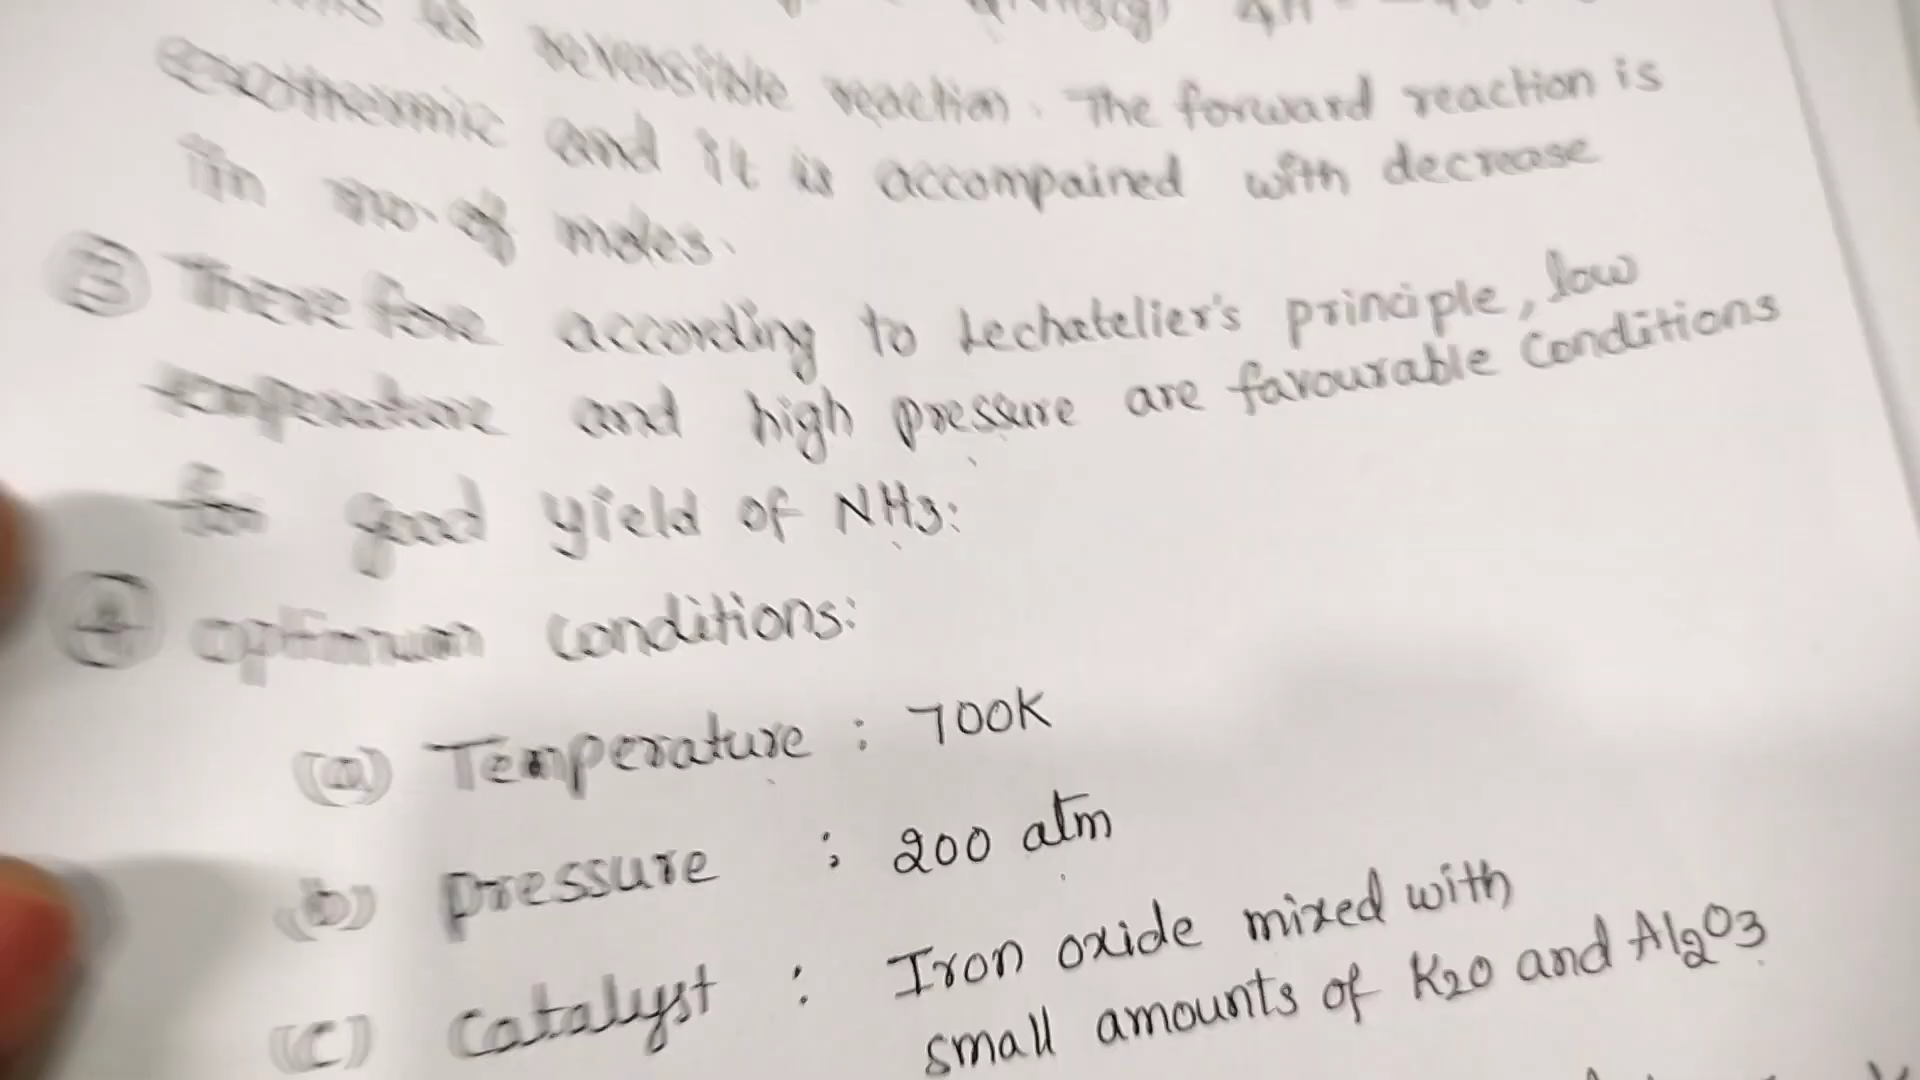 is reversible reaction. The forward reaction is
exothermic and it is accompained with decrease
in no. of moles.
③ Therefore according to Lechatelier's principle, low
temperature and high pressure are favourable conditions
for good yield of NH3:
④ optimum conditions:
(a) Temperature : 700K
(b) pressure : 200 atm
(c) catalyst : Iron oxide mixed with
small amounts of K2O and Al2O3